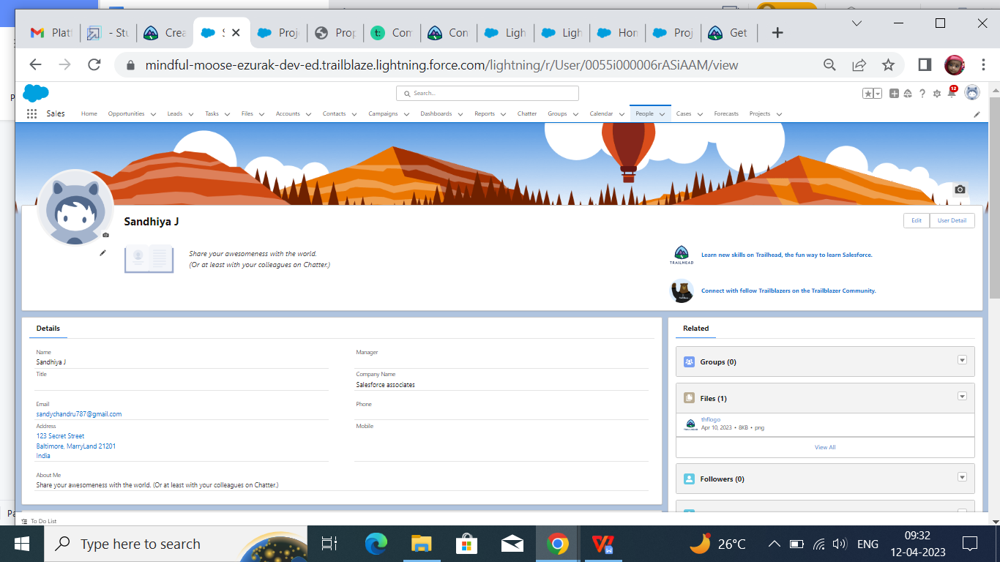 Platf
- Stu
Crea
S
Proje
Prop
Com
Con
Ligh
Ligh
Hon
Proj
Get
mindful-moose-ezurak-dev-ed.trailblaze.lightning.force.com/lightning/r/User/0055i000006rASiAAM/view
Search...
12
Sales
Home
Opportunities
Leads
Tasks
Files
Accounts
Contacts
Campaigns
Dashboards
Reports
Chatter
Groups
Calendar
People
Cases
Forecasts
Projects
Sandhiya J
Edit
User Detail
Share your awesomeness with the world.
(Or at least with your colleagues on Chatter.)
TRAILHEAD
Learn new skills on Trailhead, the fun way to learn Salesforce.
Connect with fellow Trailblazers on the Trailblazer Community.
Details
Name
Sandhiya J
Manager
Title
Company Name
Salesforce associates
Email
sandychandru787@gmail.com
Phone
Address
123 Secret Street
Baltimore, MarryLand 21201
India
Mobile
About Me
Share your awesomeness with the world. (Or at least with your colleagues on Chatter.)
Related
Groups (0)
Files (1)
thflogo
Apr 10, 2023 • 8KB • png
View All
Followers (0)
To Do List
Type here to search
26°C
ENG
09:32
12-04-2023